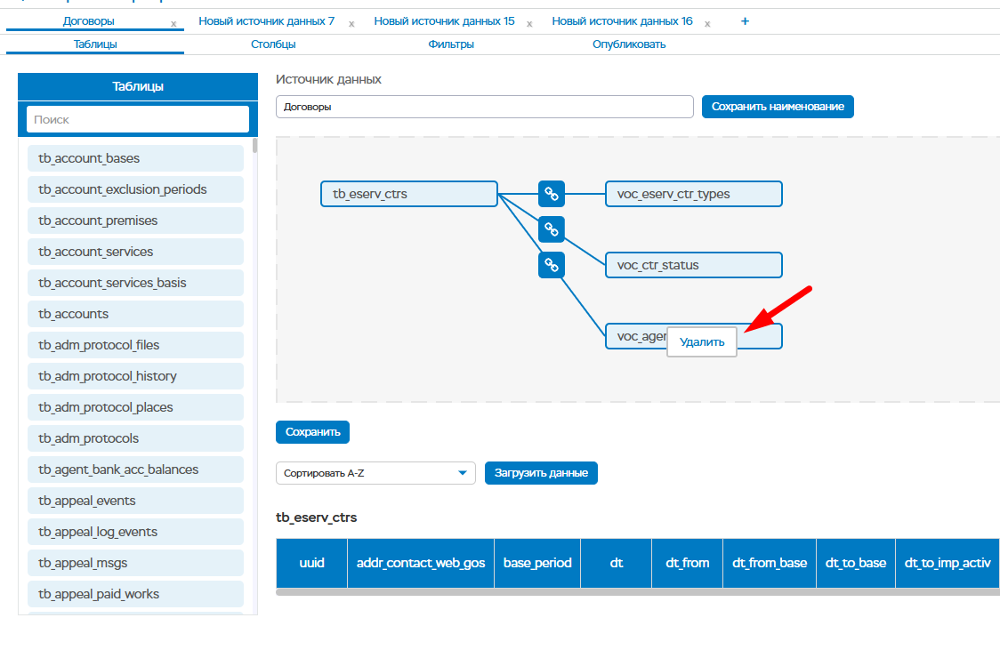 Договоры x Новый источник данных 7 x Новый источник данных 15 x Новый источник данных 16 x +
Таблицы Столбцы Фильтры Опубликовать
Таблицы
Поиск
tb_account_bases
tb_account_exclusion_periods
tb_account_premises
tb_account_services
tb_account_services_basis
tb_accounts
tb_adm_protocol_files
tb_adm_protocol_history
tb_adm_protocol_places
tb_adm_protocols
tb_agent_bank_acc_balances
tb_appeal_events
tb_appeal_log_events
tb_appeal_msgs
tb_appeal_paid_works
Источник данных
Договоры Сохранить наименование
tb_eserv_ctrs voc_eserv_ctr_types
voc_ctr_status
voc_ager Удалить
Сохранить
Сортировать A-Z Загрузить данные
tb_eserv_ctrs
uuid addr_contact_web_gos base_period dt dt_from dt_from_base dt_to_base dt_to_imp_activ